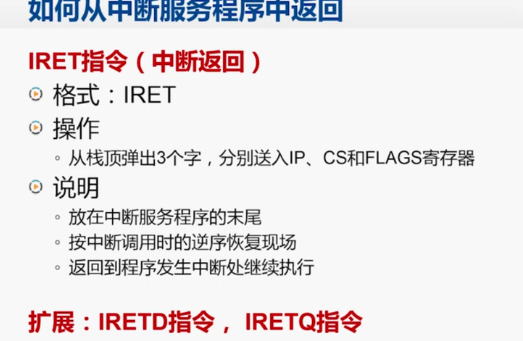 如何从中断服务程序中返回
IRET指令（中断返回）
格式：IRET
操作
从栈顶弹出3个字，分别送入IP、CS和FLAGS寄存器
说明
放在中断服务程序的末尾
按中断调用时的逆序恢复现场
返回到程序发生中断处继续执行
扩展：IRETD指令，IRETQ指令